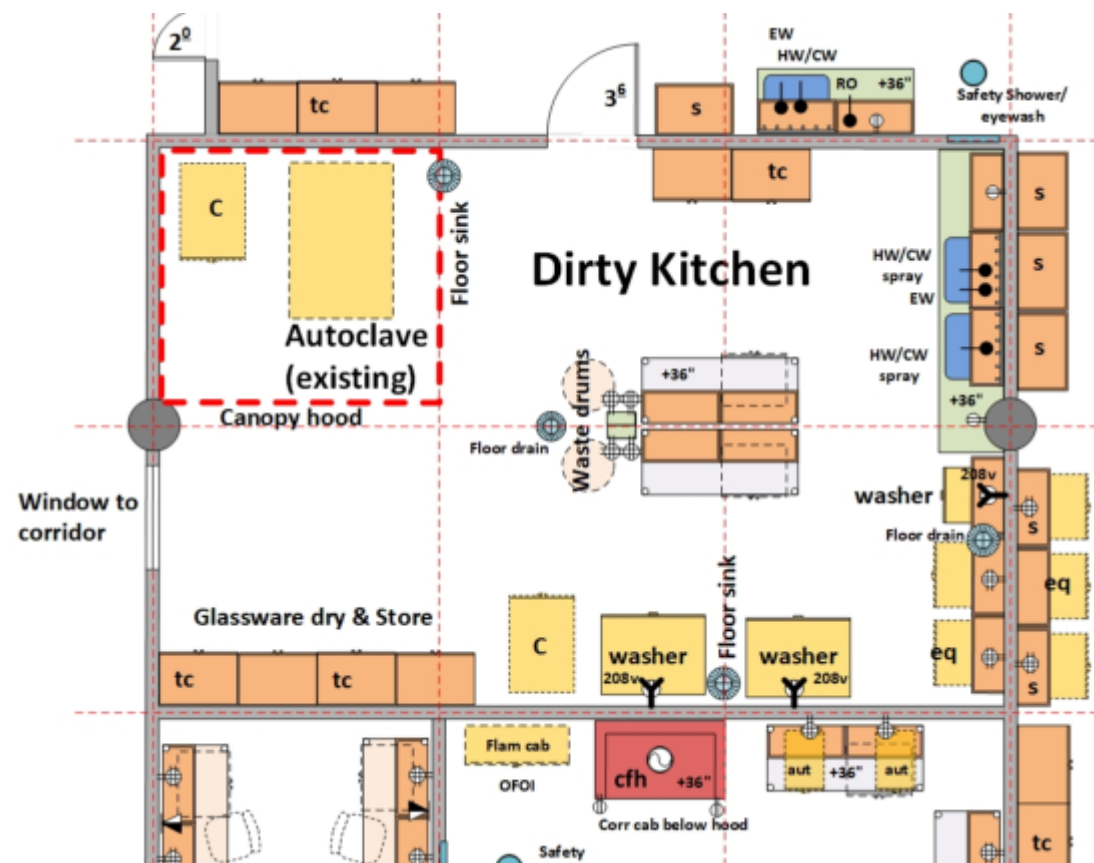 2⁰
tc
3⁶
s
EW
HW/CW
RO
+36"
Safety Shower/
eyewash
C
Floor sink
tc
Dirty Kitchen
s
HW/CW
spray
EW
s
Autoclave
(existing)
HW/CW
spray
s
Canopy hood
+36"
Waste drums
+36"
Floor drain
Window to
corridor
washer
208v
Floor drain
s
eq
Glassware dry & Store
C
washer
208v
Floor sink
washer
208v
eq
s
tc
tc
Flam cab
OFOI
cfh
+36"
aut
+36"
aut
Corr cab below hood
Safety
tc